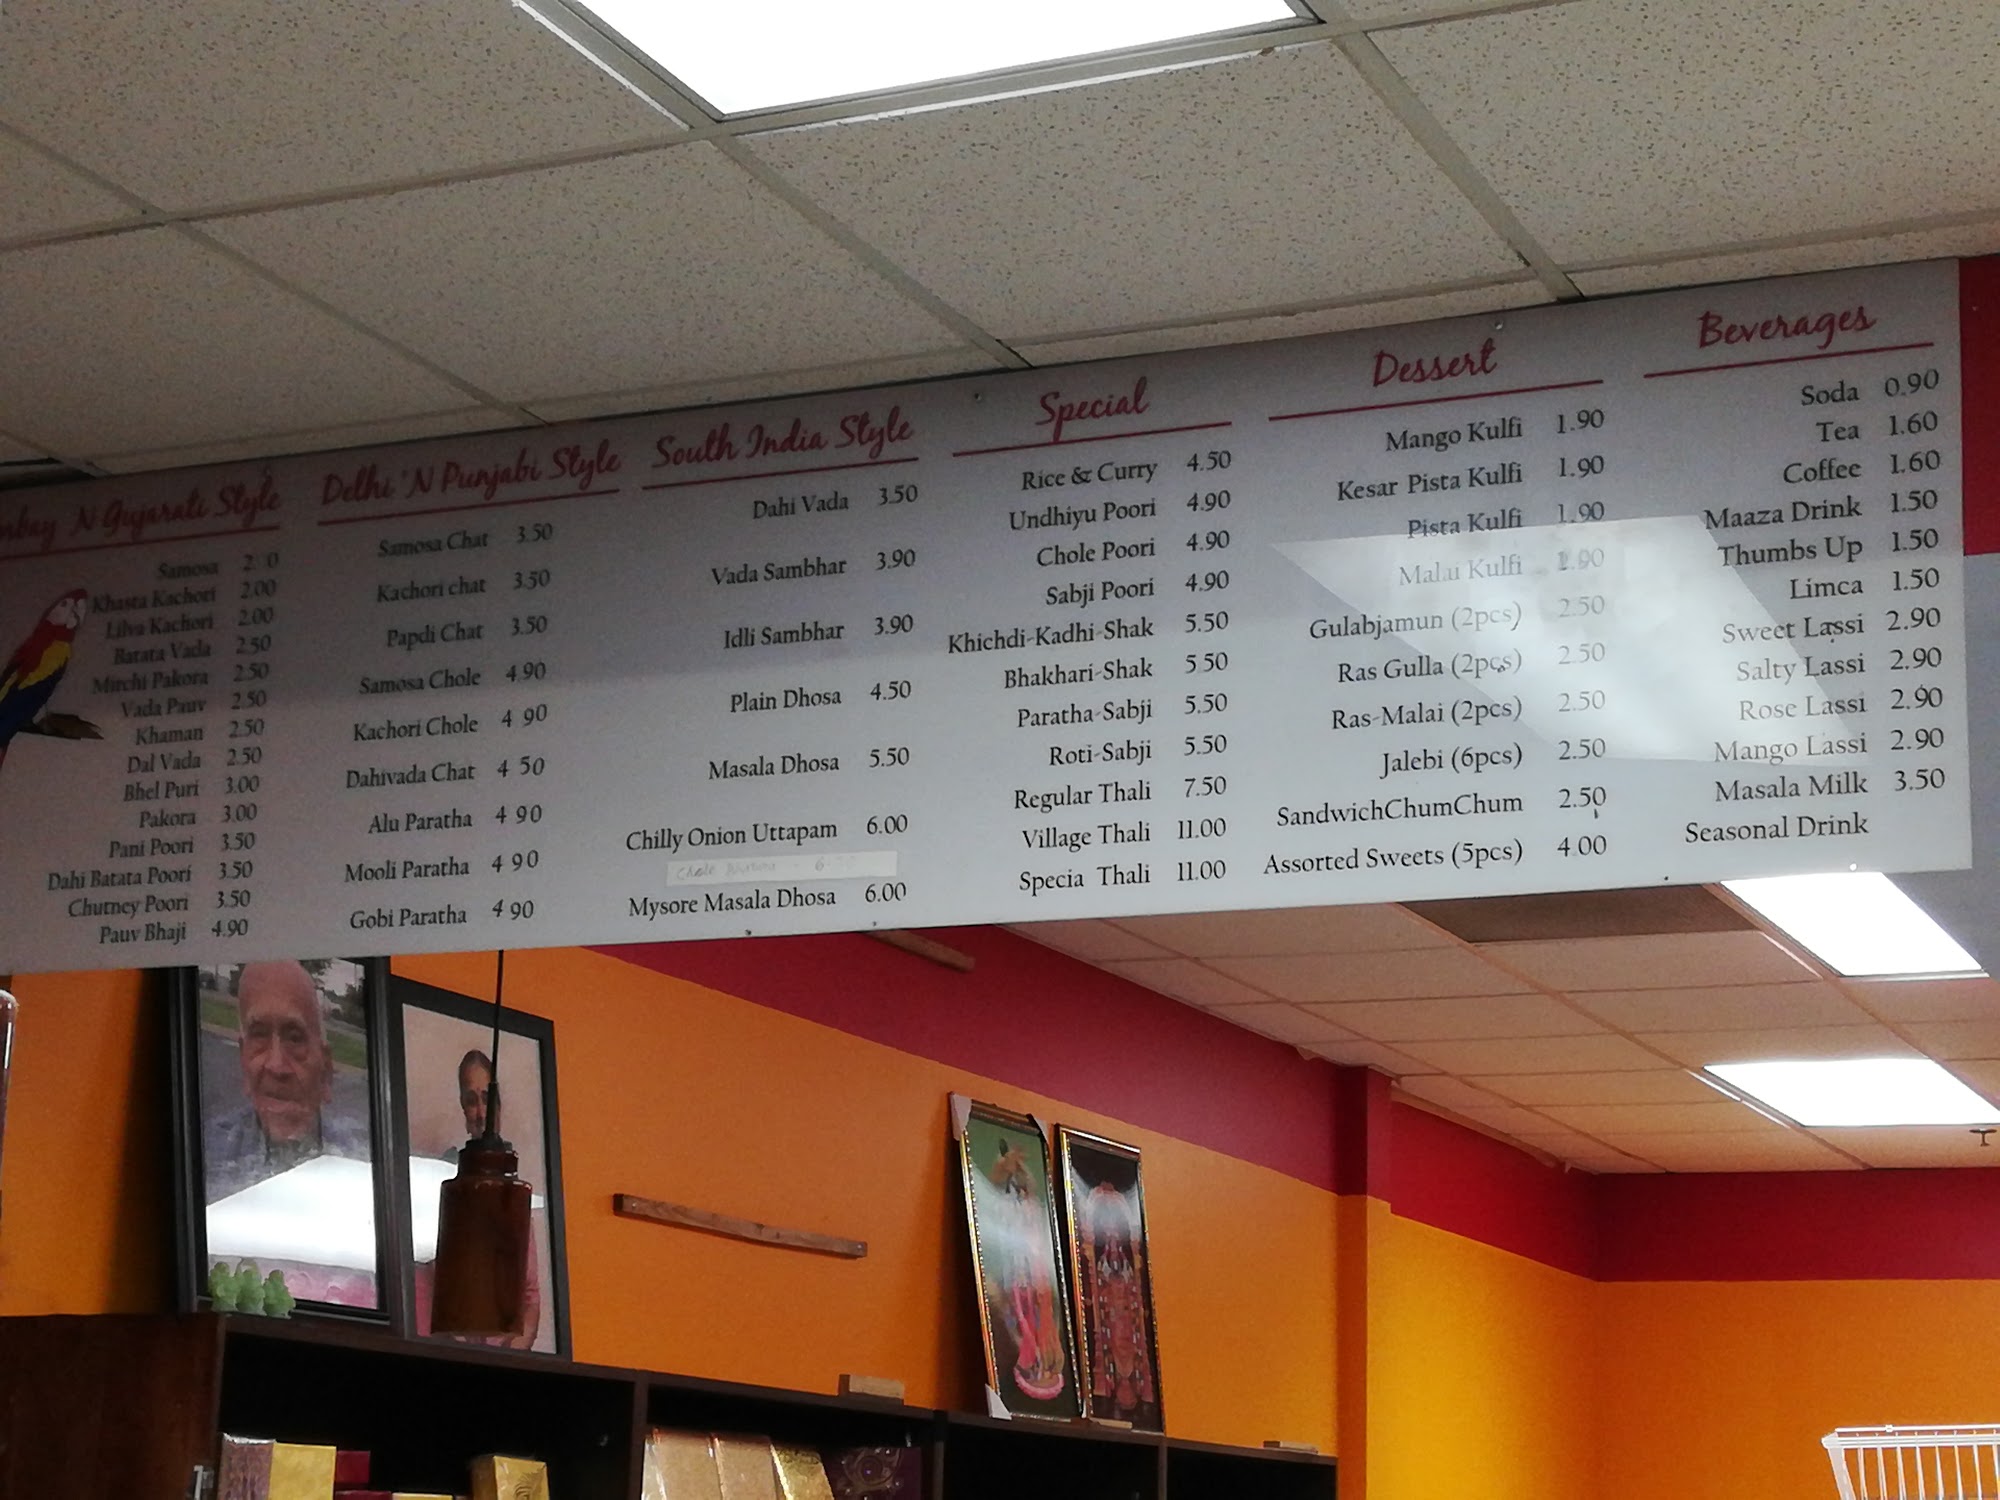 N Gujarati Style
Samosa 2 0
Khasta Kachori 2.00
Lilva Kachori 2.00
Batata Vada 2.50
Mirchi Pakora 2.50
Vada Pauv 2.50
Khaman 2.50
Dal Vada 2.50
Bhel Puri 3.00
Pakora 3.00
Pani Poori 3.50
Dahi Batata Poori 3.50
Chutney Poori 3.50
Pauv Bhaji 4.90
Delhi 'N Punjabi Style
Samosa Chat 3.50
Kachori chat 3.50
Papdi Chat 3.50
Samosa Chole 4.90
Kachori Chole 4 90
Dahivada Chat 4 50
Alu Paratha 4 90
Mooli Paratha 4 90
Gobi Paratha 4 90
South India Style
Dahi Vada 3.50
Vada Sambhar 3.90
Idli Sambhar 3.90
Plain Dhosa 4.50
Masala Dhosa 5.50
Chilly Onion Uttapam 6.00
Chole
Mysore Masala Dhosa 6.00
Special
Rice & Curry 4.50
Undhiyu Poori 4.90
Chole Poori 4.90
Sabji Poori 4.90
Khichdi-Kadhi-Shak 5.50
Bhakhari-Shak 5 50
Paratha-Sabji 5.50
Roti-Sabji 5.50
Regular Thali 7.50
Village Thali 11.00
Specia Thali 11.00
Dessert
Mango Kulfi 1.90
Kesar Pista Kulfi 1.90
Pista Kulfi 1.90
Malai Kulfi 1.90
Gulabjamun (2pcs) 2.50
Ras Gulla (2pcs) 2.50
Ras-Malai (2pcs) 2.50
Jalebi (6pcs) 2.50
SandwichChumChum 2.50
Assorted Sweets (5pcs) 4.00
Beverages
Soda 0.90
Tea 1.60
Coffee 1.60
Maaza Drink 1.50
Thumbs Up 1.50
Limca 1.50
Sweet Lassi 2.90
Salty Lassi 2.90
Rose Lassi 2.90
Mango Lassi 2.90
Masala Milk 3.50
Seasonal Drink